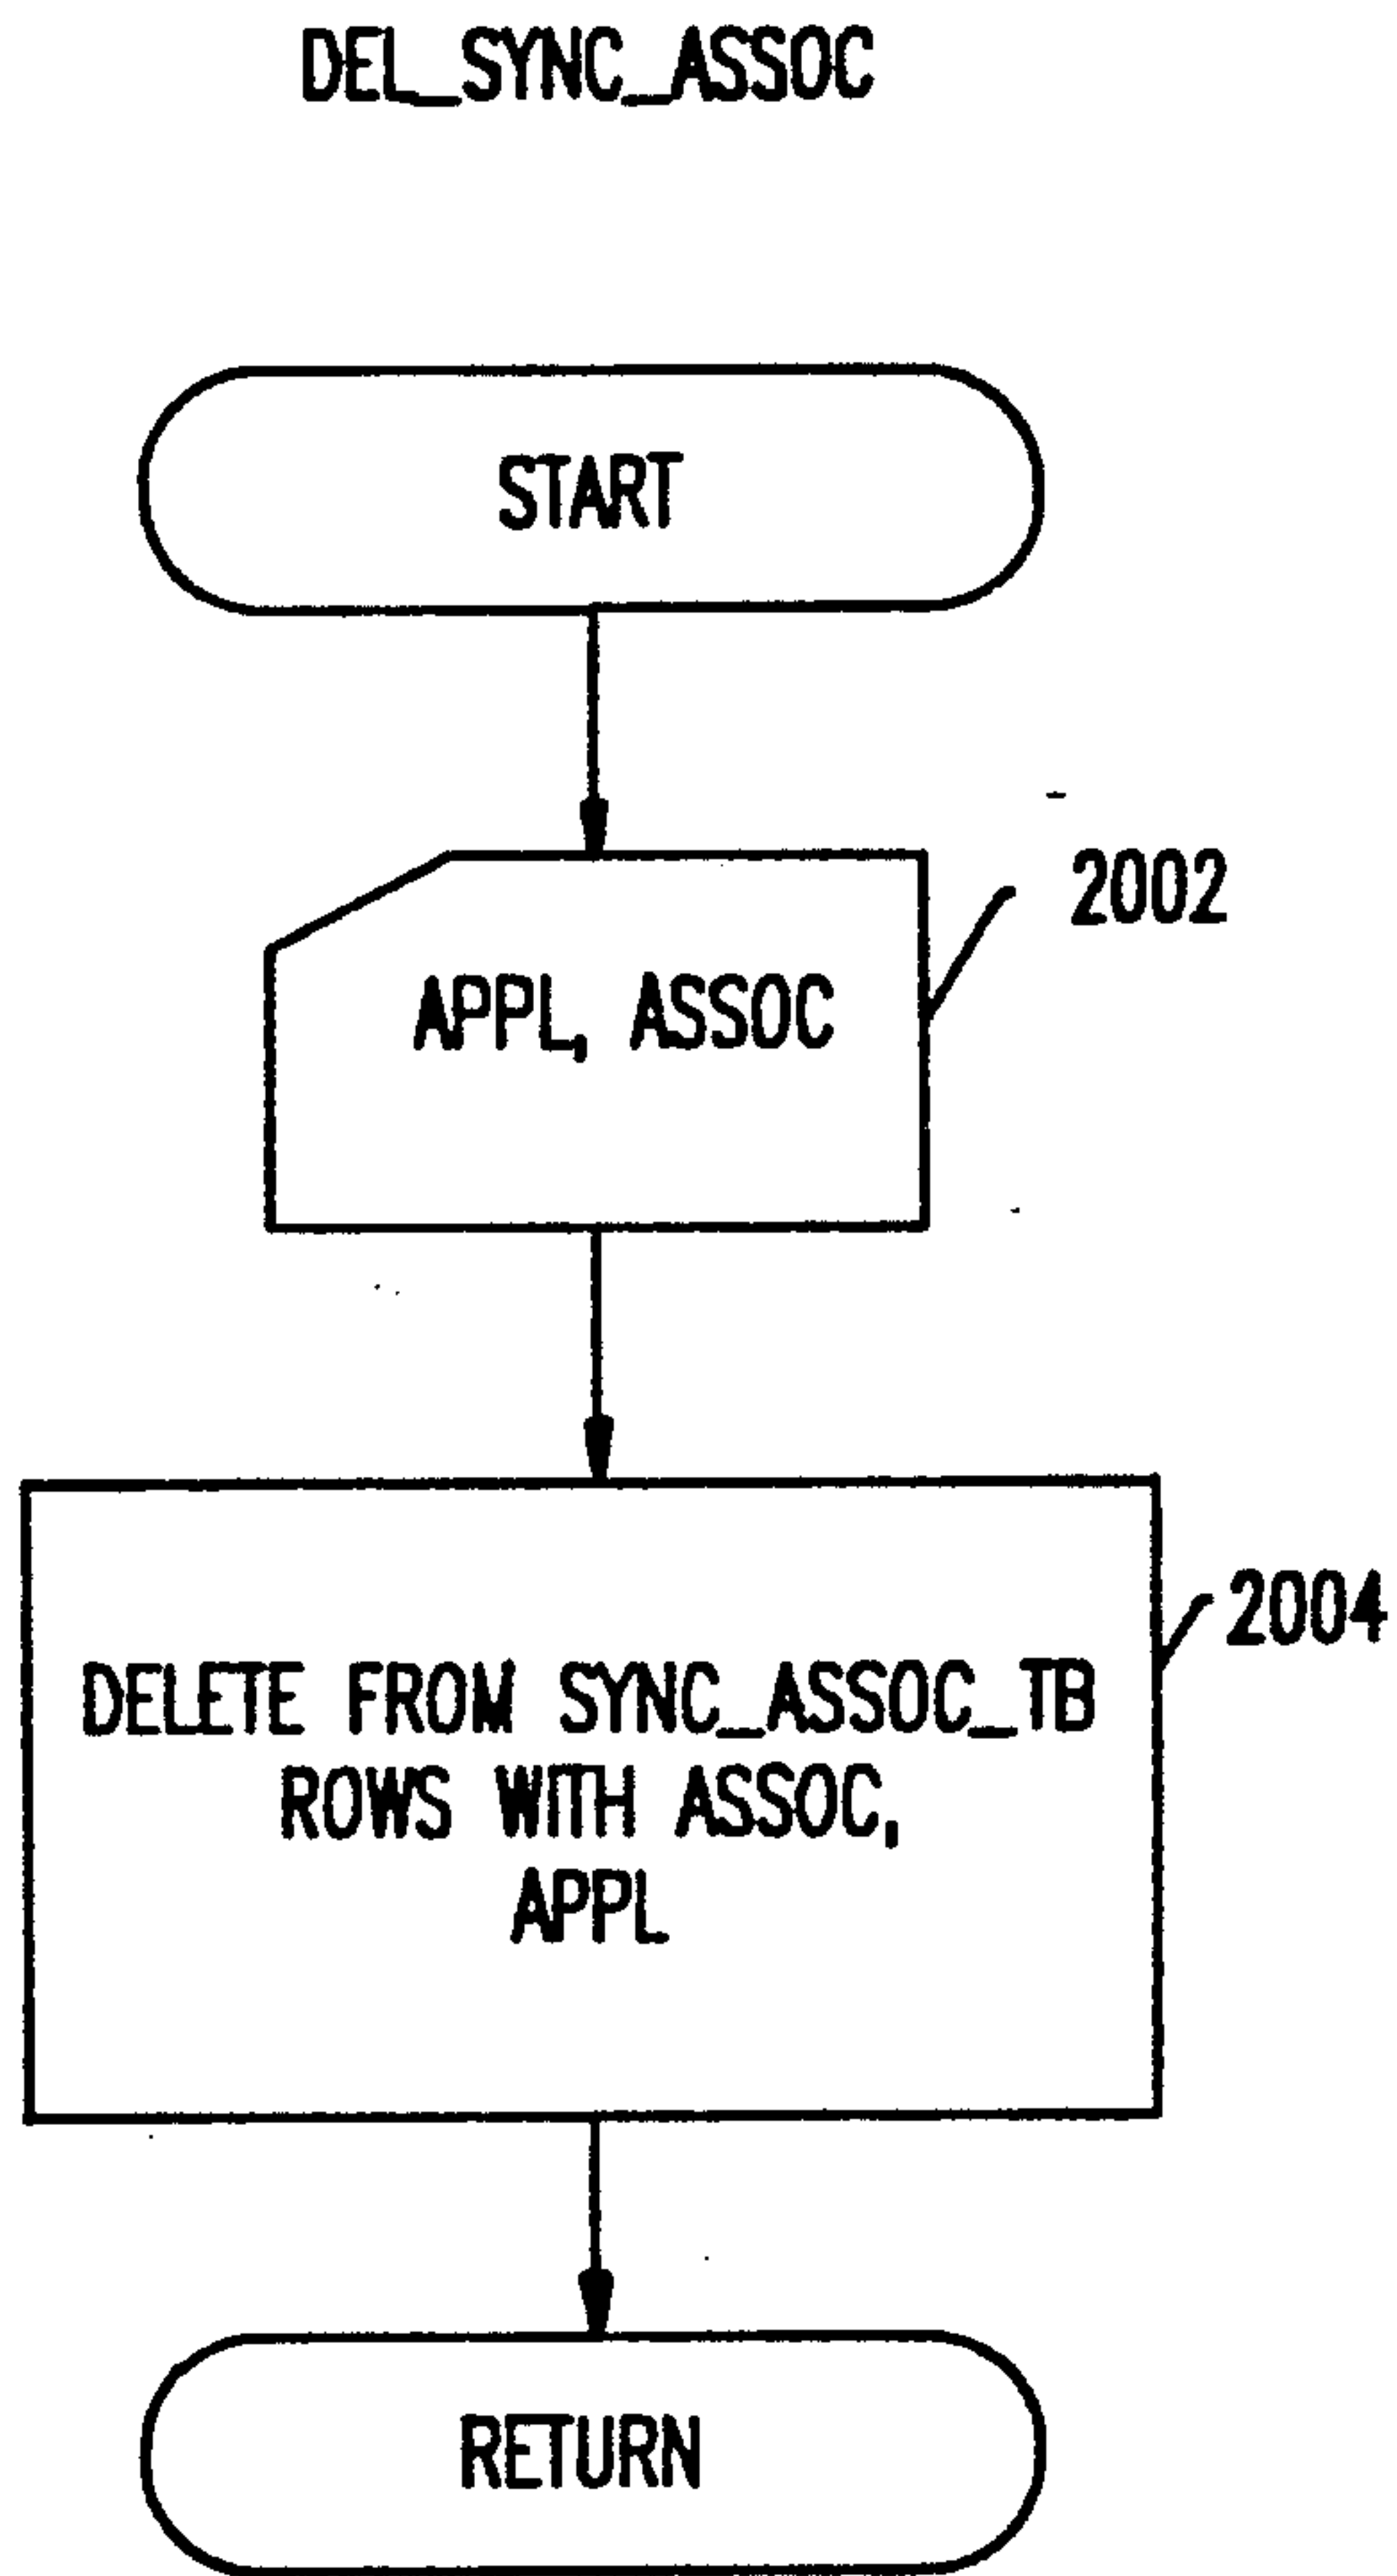 DEL_SYNC_ASSOC
START
2002
APPL, ASSOC
2004
DELETE FROM SYNC_ASSOC_TB
ROWS WITH ASSOC,
APPL
RETURN